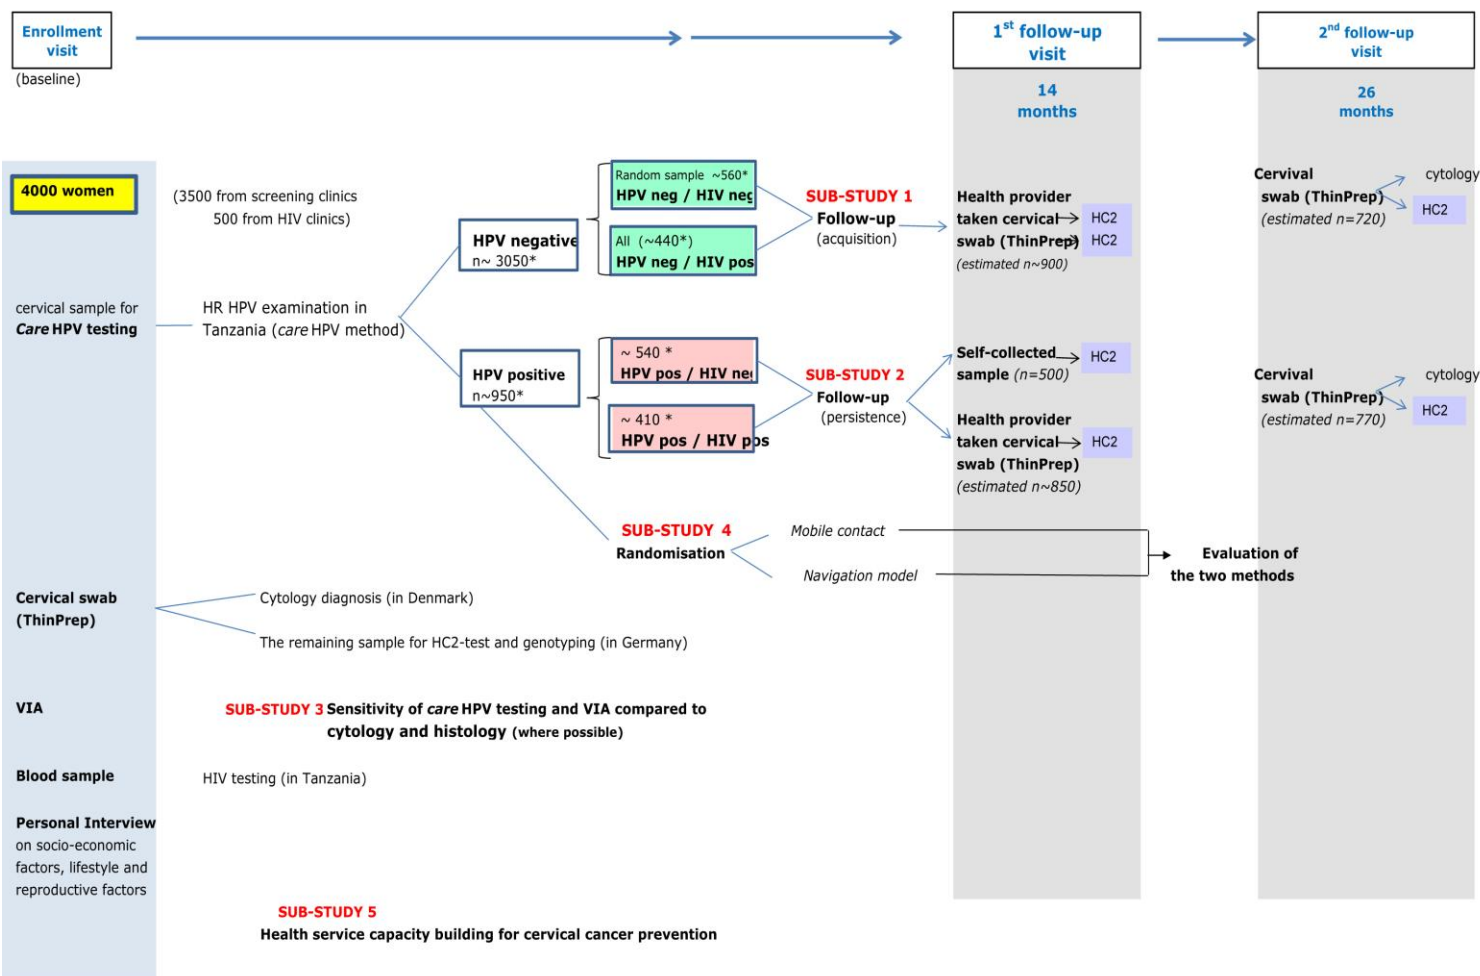 Enrollment
visit
(baseline)
1st follow-up
visit
2nd follow-up
visit
14
months
26
months
4000 women
(3500 from screening clinics
500 from HIV clinics)
cervical sample for
Care HPV testing
HR HPV examination in
Tanzania (care HPV method)
HPV negative
n~ 3050*
Random sample ~560*
HPV neg / HIV neg
All (~440*)
HPV neg / HIV pos
SUB-STUDY 1
Follow-up
(acquisition)
Health provider
taken cervical
swab (ThinPrep)
(estimated n~900)
HC2
HC2
Cervival
swab (ThinPrep)
(estimated n=720)
cytology
HC2
HPV positive
n~950*
~ 540 *
HPV pos / HIV neg
~ 410 *
HPV pos / HIV pos
SUB-STUDY 2
Follow-up
(persistence)
Self-collected
sample (n=500)
HC2
Health provider
taken cervical
swab (ThinPrep)
(estimated n~850)
HC2
Cervival
swab (ThinPrep)
(estimated n=770)
cytology
HC2
SUB-STUDY 4
Randomisation
Mobile contact
Navigation model
Evaluation of
the two methods
Cervical swab
(ThinPrep)
Cytology diagnosis (in Denmark)
The remaining sample for HC2-test and genotyping (in Germany)
VIA
SUB-STUDY 3 Sensitivity of care HPV testing and VIA compared to
cytology and histology (where possible)
Blood sample
HIV testing (in Tanzania)
Personal Interview
on socio-economic
factors, lifestyle and
reproductive factors
SUB-STUDY 5
Health service capacity building for cervical cancer prevention